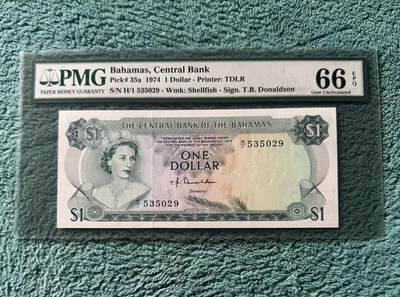 PMG
PAPER MONEY GUARANTY
Bahamas, Central Bank
Pick# 35a 1974 1 Dollar - Printer: TDLR
S/N H/1 535029 - Wmk: Shellfish - Sign. T.B. Donaldson
66 EPQ
Gem Uncirculated
$1 THE CENTRAL BANK OF THE BAHAMAS $1
H/1 535029
ONE
DOLLAR
T B Donaldson
H/1 535029
$1 $1